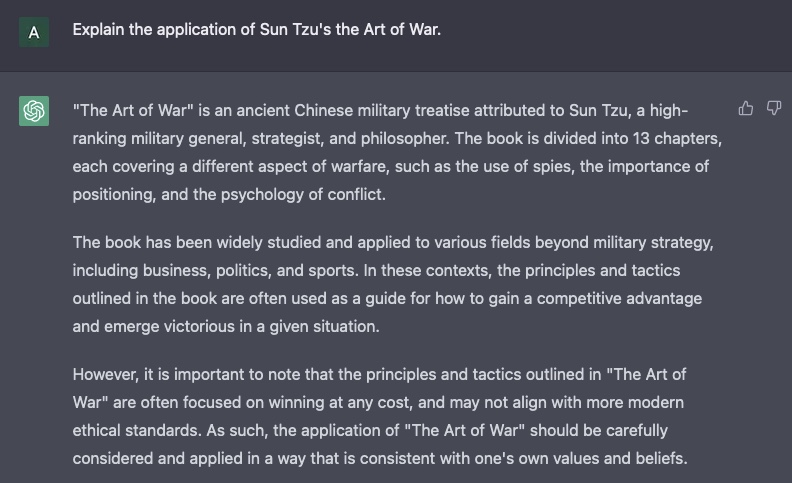 A
Explain the application of Sun Tzu's the Art of War.
"The Art of War" is an ancient Chinese military treatise attributed to Sun Tzu, a high-
ranking military general, strategist, and philosopher. The book is divided into 13 chapters,
each covering a different aspect of warfare, such as the use of spies, the importance of
positioning, and the psychology of conflict.
The book has been widely studied and applied to various fields beyond military strategy,
including business, politics, and sports. In these contexts, the principles and tactics
outlined in the book are often used as a guide for how to gain a competitive advantage
and emerge victorious in a given situation.
However, it is important to note that the principles and tactics outlined in "The Art of
War" are often focused on winning at any cost, and may not align with more modern
ethical standards. As such, the application of "The Art of War" should be carefully
considered and applied in a way that is consistent with one's own values and beliefs.